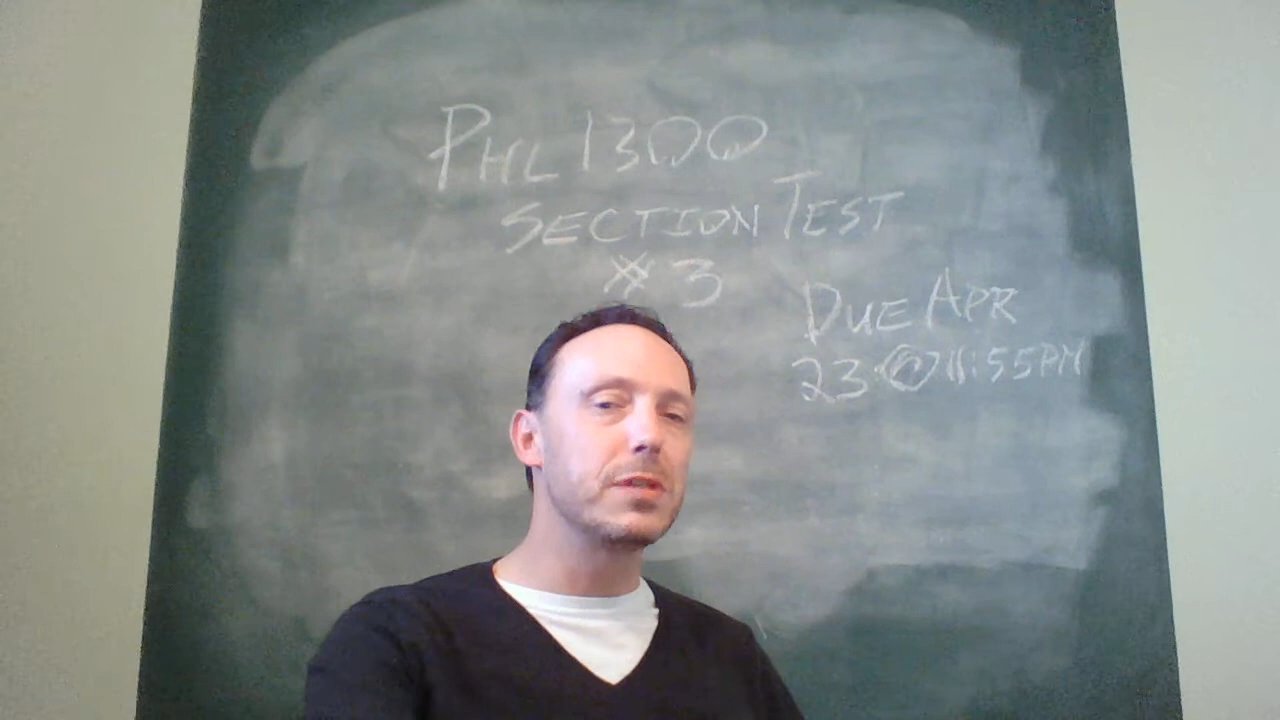 PHL 1300
SECTION TEST
# 3
DUE APR
23 @ 11:55PM